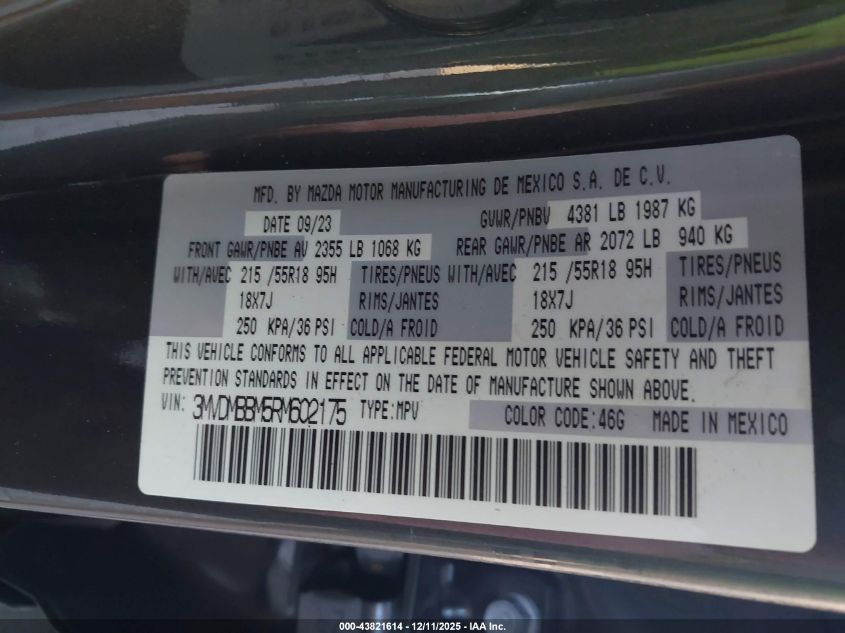 MFD. BY MAZDA MOTOR MANUFACTURING DE MEXICO S.A. DE C.V.
DATE 09/23 GVWR/PNBV 4381 LB 1987 KG
FRONT GAWR/PNBE AV 2355 LB 1068 KG REAR GAWR/PNBE AR 2072 LB 940 KG
WITH/AVEC 215 /55R18 95H TIRES/PNEUS WITH/AVEC 215 /55R18 95H TIRES/PNEUS
18X7J RIMS/JANTES 18X7J RIMS/JANTES
250 KPA/36 PSI COLD/A FROID 250 KPA/36 PSI COLD/A FROID
THIS VEHICLE CONFORMS TO ALL APPLICABLE FEDERAL MOTOR VEHICLE SAFETY AND THEFT
PREVENTION STANDARDS IN EFFECT ON THE DATE OF MANUFACTURE SHOWN ABOVE.
VIN: 3MVDMBBM5RM602175 TYPE:MPV COLOR CODE:46G MADE IN MEXICO
000-43821614 - 12/11/2025 - IAA Inc.